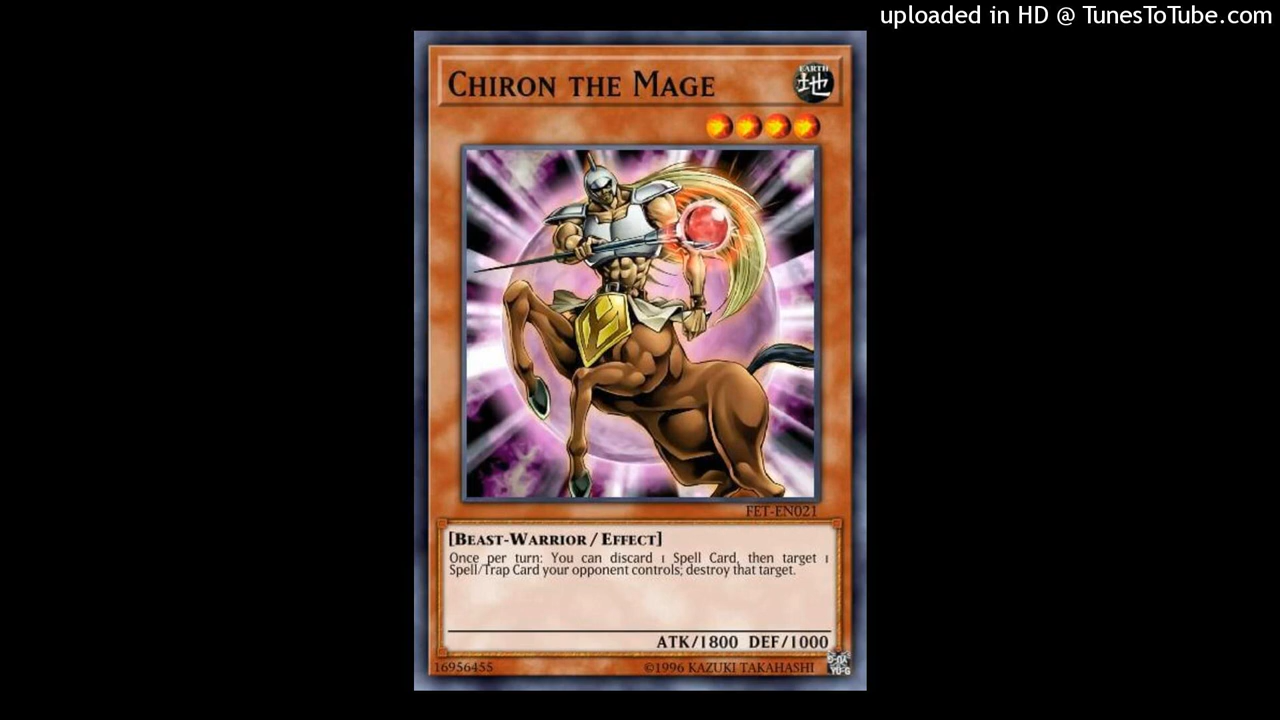 uploaded in HD @ TunesToTube.com
CHIRON THE MAGE
EARTH
地
FET-EN021
[BEAST-WARRIOR / EFFECT]
Once per turn: You can discard 1 Spell Card, then target 1
Spell/Trap Card your opponent controls; destroy that target.
ATK/1800 DEF/1000
16956455
©1996 KAZUKI TAKAHASHI